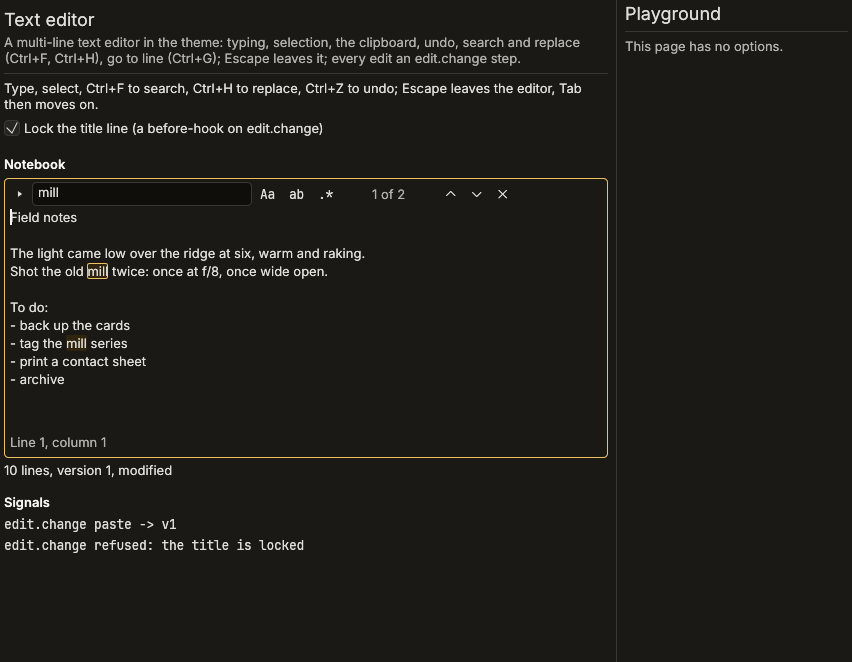 Text editor
A multi-line text editor in the theme: typing, selection, the clipboard, undo, search and replace
(Ctrl+F, Ctrl+H), go to line (Ctrl+G); Escape leaves it; every edit an edit.change step.
Type, select, Ctrl+F to search, Ctrl+H to replace, Ctrl+Z to undo; Escape leaves the editor, Tab
then moves on.
Lock the title line (a before-hook on edit.change)
Notebook
mill Aa ab .* 1 of 2
Field notes
The light came low over the ridge at six, warm and raking.
Shot the old mill twice: once at f/8, once wide open.
To do:
- back up the cards
- tag the mill series
- print a contact sheet
- archive
Line 1, column 1
10 lines, version 1, modified
Signals
edit.change paste -> v1
edit.change refused: the title is locked
Playground
This page has no options.